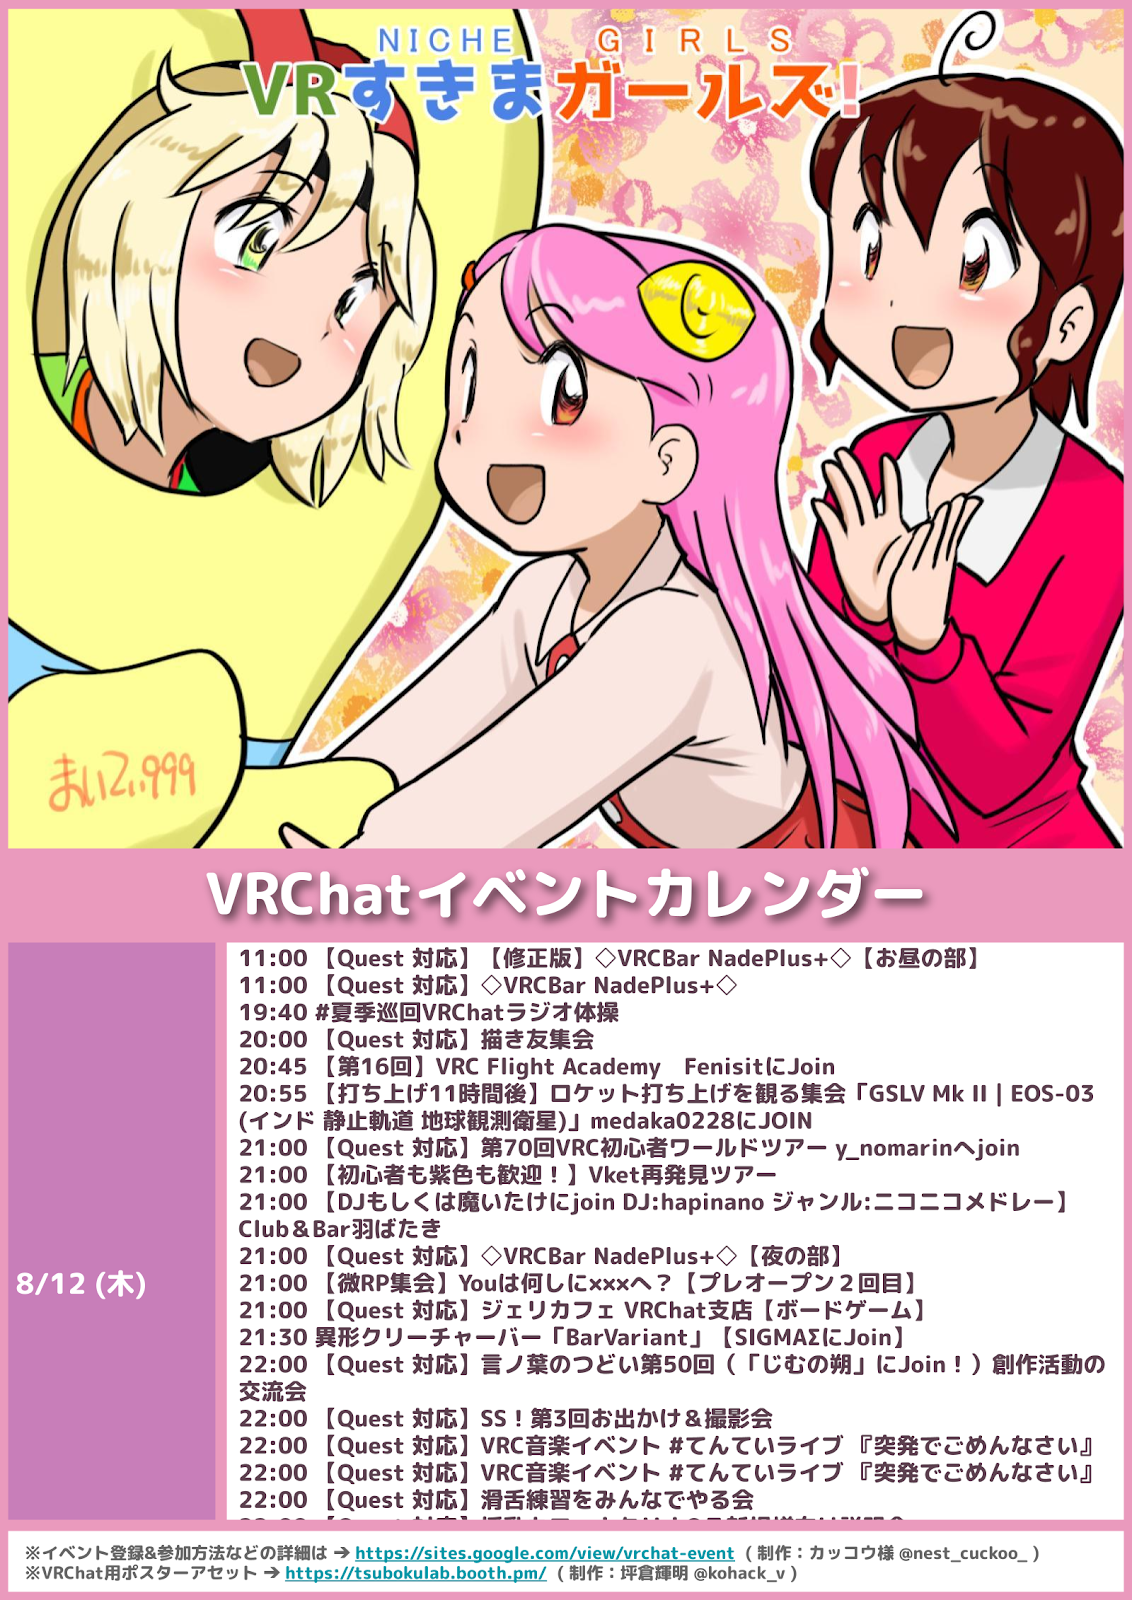 NICHE GIRLS
VRすきまガールズ!
まいてぃ999
VRChatイベントカレンダー
8/12 (木)
11:00 【Quest 対応】【修正版】◇VRCBar NadePlus+◇【お昼の部】
11:00 【Quest 対応】◇VRCBar NadePlus+◇
19:40 #夏季巡回VRChatラジオ体操
20:00 【Quest 対応】描き友集会
20:45 【第16回】VRC Flight Academy　FenisitにJoin
20:55 【打ち上げ11時間後】ロケット打ち上げを観る集会「GSLV Mk II | EOS-03
(インド 静止軌道 地球観測衛星)」medaka0228にJOIN
21:00 【Quest 対応】第70回VRC初心者ワールドツアー y_nomarinへjoin
21:00 【初心者も紫色も歓迎！】Vket再発見ツアー
21:00 【DJもしくは魔いたけにjoin DJ:hapinano ジャンル:ニコニコメドレー】
Club＆Bar羽ばたき
21:00 【Quest 対応】◇VRCBar NadePlus+◇【夜の部】
21:00 【微RP集会】Youは何しに×××へ？【プレオープン２回目】
21:00 【Quest 対応】ジェリカフェ VRChat支店【ボードゲーム】
21:30 異形クリーチャーバー「BarVariant」【SIGMAΣにJoin】
22:00 【Quest 対応】言ノ葉のつどい第50回（「じむの朔」にJoin！）創作活動の
交流会
22:00 【Quest 対応】SS！第3回お出かけ＆撮影会
22:00 【Quest 対応】VRC音楽イベント #てんていライブ 『突発でごめんなさい』
22:00 【Quest 対応】VRC音楽イベント #てんていライブ 『突発でごめんなさい』
22:00 【Quest 対応】滑舌練習をみんなでやる会
※イベント登録&参加方法などの詳細は ➔ https://sites.google.com/view/vrchat-event （制作：カッコウ様 @nest_cuckoo_）
※VRChat用ポスターアセット ➔ https://tsubokulab.booth.pm/ （制作：坪倉輝明 @kohack_v）